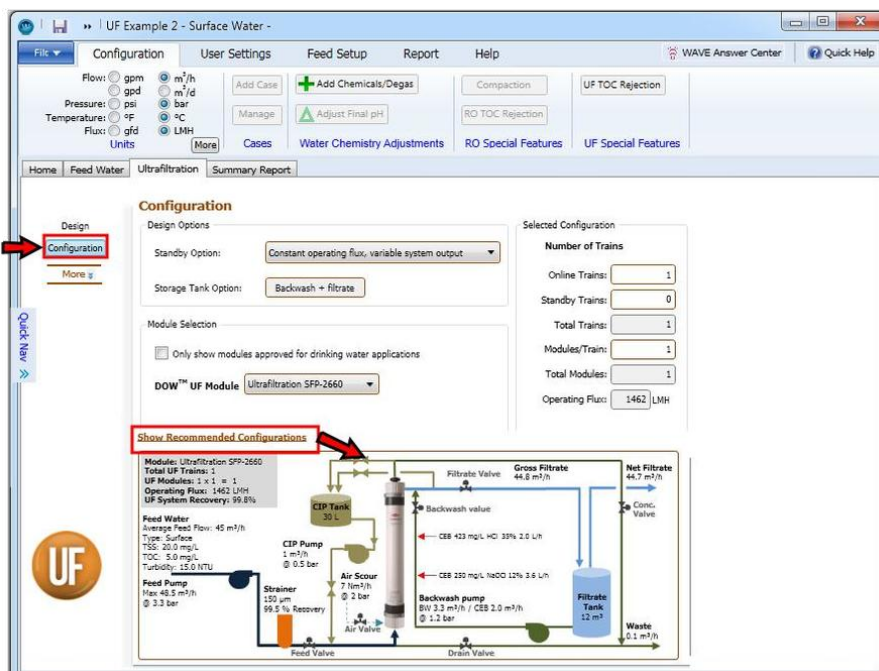 UF Example 2 - Surface Water -
File
Configuration
User Settings
Feed Setup
Report
Help
WAVE Answer Center
Quick Help
Flow: gpm m³/h
gpd m³/d
Pressure: psi bar
Temperature: °F °C
Flux: gfd LMH
Units
More
Add Case
Manage
Cases
Add Chemicals/Degas
Adjust Final pH
Water Chemistry Adjustments
Compaction
RO TOC Rejection
RO Special Features
UF TOC Rejection
UF Special Features
Home
Feed Water
Ultrafiltration
Summary Report
Design
Configuration
More
Quick Nav
Configuration
Design Options
Standby Option: Constant operating flux, variable system output
Storage Tank Option: Backwash + filtrate
Module Selection
Only show modules approved for drinking water applications
DOW™ UF Module Ultrafiltration SFP-2660
Selected Configuration
Number of Trains
Online Trains: 1
Standby Trains: 0
Total Trains: 1
Modules/Train: 1
Total Modules: 1
Operating Flux: 1462 LMH
Show Recommended Configurations
Module: Ultrafiltration SFP-2660
Total UF Trains: 1
UF Modules: 1 x 1 = 1
Operating Flux: 1462 LMH
UF System Recovery: 99.8%
Feed Water
Average Feed Flow: 45 m³/h
Type: Surface
TSS: 20.0 mg/L
TOC: 5.0 mg/L
Turbidity: 15.0 NTU
Feed Pump
Max 48.5 m³/h
@ 3.3 bar
Strainer
150 µm
99.5 % Recovery
CIP Tank
30 L
CIP Pump
1 m³/h
@ 0.5 bar
Air Scour
7 Nm³/h
@ 2 bar
Air Valve
Feed Valve
Filtrate Valve
Gross Filtrate
44.8 m³/h
Net Filtrate
44.7 m³/h
Conc.
Valve
Backwash value
CEB 423 mg/L HCl 33% 2.0 L/h
CEB 250 mg/L NaOCl 12% 3.6 L/h
Backwash pump
BW 3.3 m³/h / CEB 2.0 m³/h
@ 1.2 bar
Filtrate
Tank
12 m³
Waste
0.1 m³/h
Drain Valve
UF